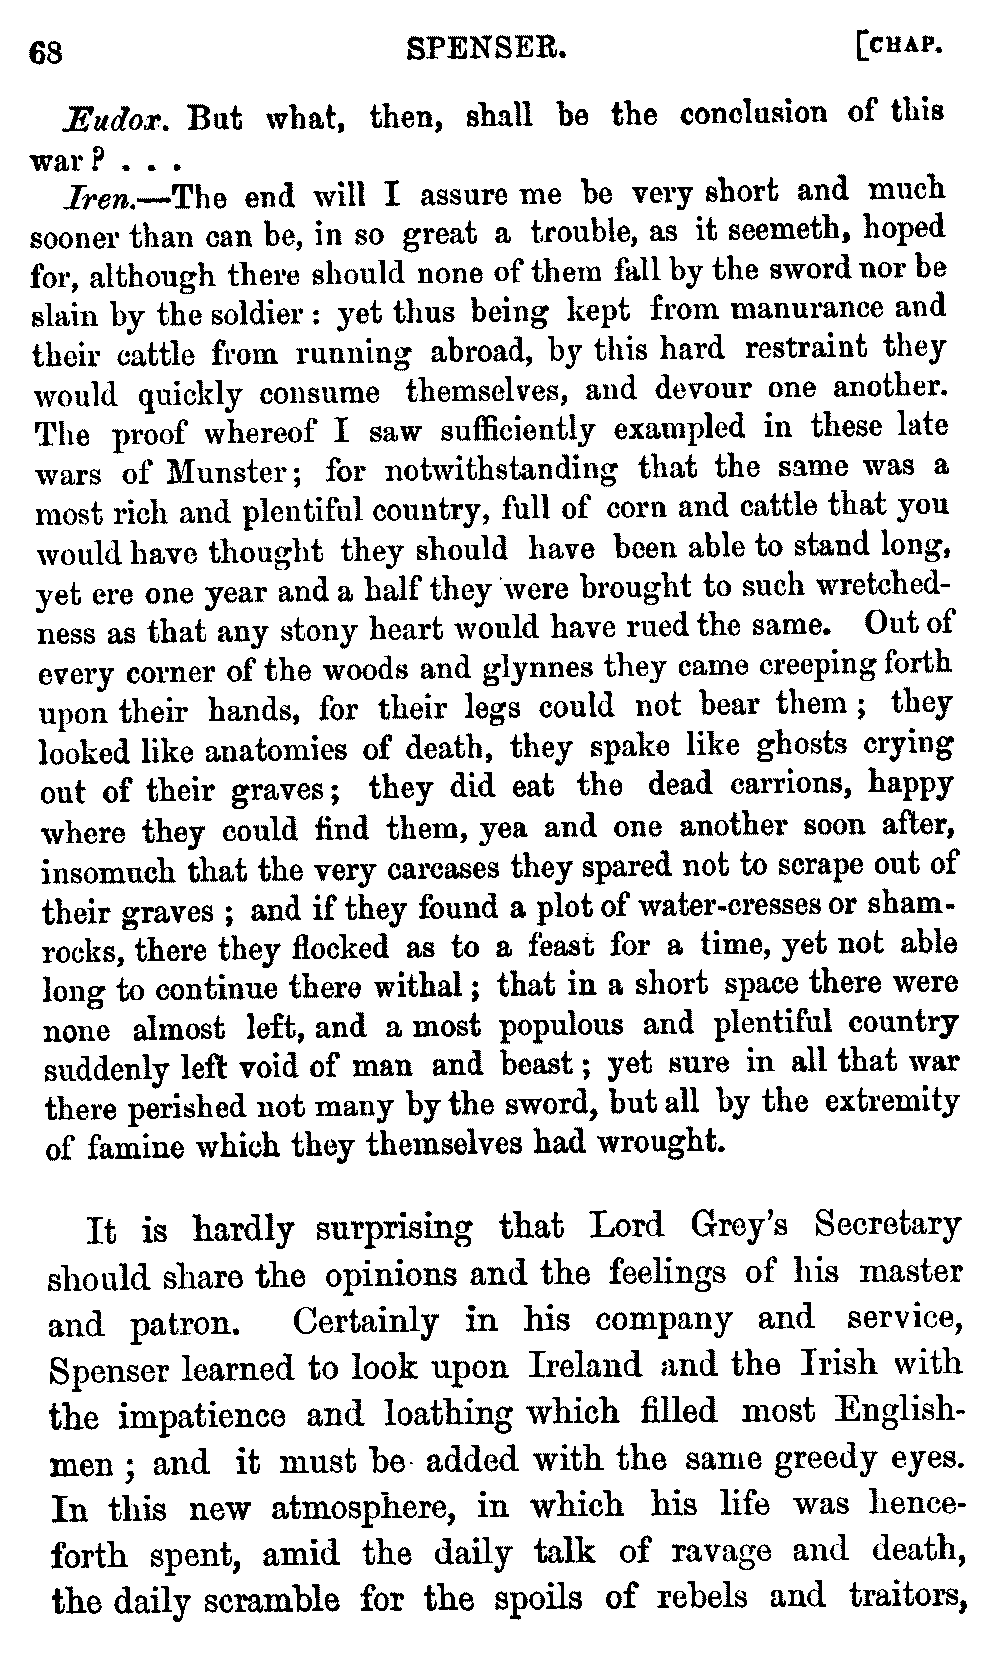 68 SPENSER. [CHAP.
Eudox. But what, then, shall be the conclusion of this
war? . . .
Iren.—The end will I assure me be very short and much
sooner than can be, in so great a trouble, as it seemeth, hoped
for, although there should none of them fall by the sword nor be
slain by the soldier : yet thus being kept from manurance and
their cattle from running abroad, by this hard restraint they
would quickly consume themselves, and devour one another.
The proof whereof I saw sufficiently exampled in these late
wars of Munster; for notwithstanding that the same was a
most rich and plentiful country, full of corn and cattle that you
would have thought they should have been able to stand long,
yet ere one year and a half they were brought to such wretched-
ness as that any stony heart would have rued the same. Out of
every corner of the woods and glynnes they came creeping forth
upon their hands, for their legs could not bear them ; they
looked like anatomies of death, they spake like ghosts crying
out of their graves; they did eat the dead carrions, happy
where they could find them, yea and one another soon after,
insomuch that the very carcases they spared not to scrape out of
their graves ; and if they found a plot of water-cresses or sham-
rocks, there they flocked as to a feast for a time, yet not able
long to continue there withal ; that in a short space there were
none almost left, and a most populous and plentiful country
suddenly left void of man and beast ; yet sure in all that war
there perished not many by the sword, but all by the extremity
of famine which they themselves had wrought.
It is hardly surprising that Lord Grey's Secretary
should share the opinions and the feelings of his master
and patron. Certainly in his company and service,
Spenser learned to look upon Ireland and the Irish with
the impatience and loathing which filled most English-
men ; and it must be added with the same greedy eyes.
In this new atmosphere, in which his life was hence-
forth spent, amid the daily talk of ravage and death,
the daily scramble for the spoils of rebels and traitors,